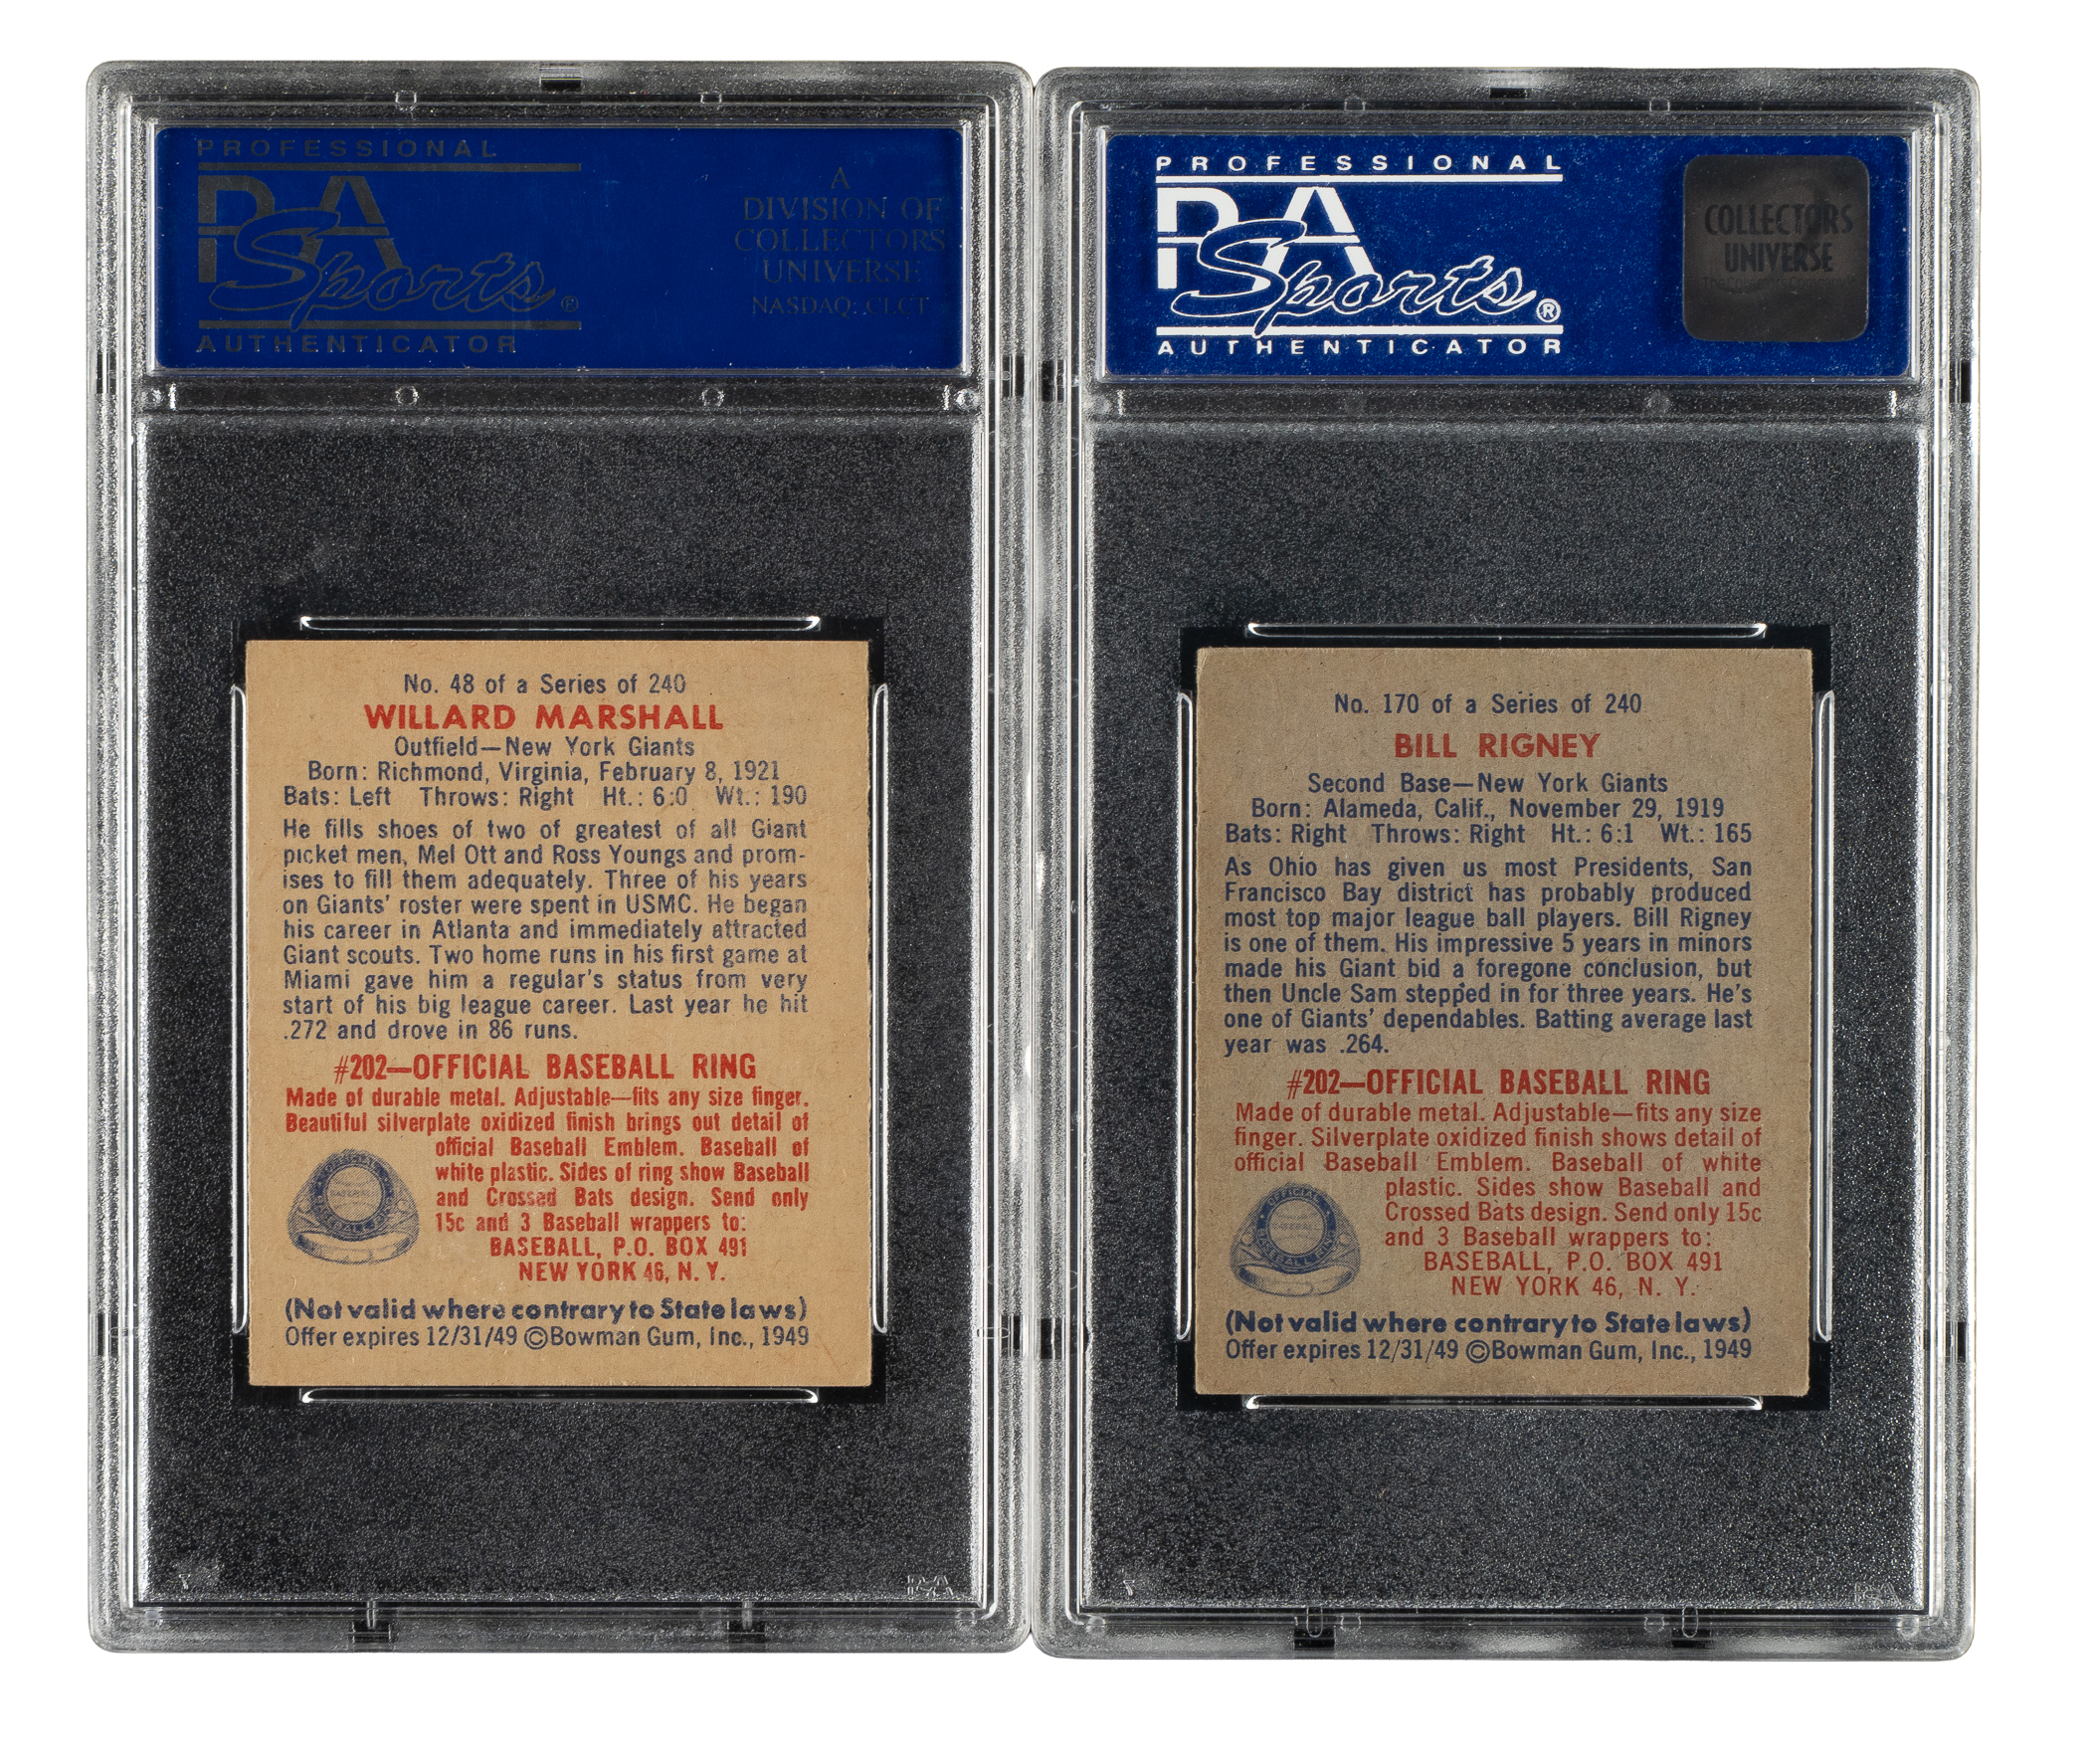 PROFESSIONAL
PSA
Sports®
AUTHENTICATOR
A
DIVISION OF
COLLECTORS
UNIVERSE
NASDAQ: CLCT
No. 48 of a Series of 240
WILLARD MARSHALL
Outfield—New York Giants
Born: Richmond, Virginia, February 8, 1921
Bats: Left Throws: Right Ht.: 6:0 Wt.: 190
He fills shoes of two of greatest of all Giant
picket men, Mel Ott and Ross Youngs and prom-
ises to fill them adequately. Three of his years
on Giants' roster were spent in USMC. He began
his career in Atlanta and immediately attracted
Giant scouts. Two home runs in his first game at
Miami gave him a regular's status from very
start of his big league career. Last year he hit
.272 and drove in 86 runs.
#202—OFFICIAL BASEBALL RING
Made of durable metal. Adjustable—fits any size finger.
Beautiful silverplate oxidized finish brings out detail of
official Baseball Emblem. Baseball of
white plastic. Sides of ring show Baseball
and Crossed Bats design. Send only
15c and 3 Baseball wrappers to:
BASEBALL, P.O. BOX 491
NEW YORK 46, N. Y.
OFFICIAL
BASEBALL
BASEBALL RING
(Not valid where contrary to State laws)
Offer expires 12/31/49 ©Bowman Gum, Inc., 1949
PSA
PROFESSIONAL
PSA
Sports®
AUTHENTICATOR
COLLECTORS
UNIVERSE
No. 170 of a Series of 240
BILL RIGNEY
Second Base—New York Giants
Born: Alameda, Calif., November 29, 1919
Bats: Right Throws: Right Ht.: 6:1 Wt.: 165
As Ohio has given us most Presidents, San
Francisco Bay district has probably produced
most top major league ball players. Bill Rigney
is one of them. His impressive 5 years in minors
made his Giant bid a foregone conclusion, but
then Uncle Sam stepped in for three years. He's
one of Giants' dependables. Batting average last
year was .264.
#202—OFFICIAL BASEBALL RING
Made of durable metal. Adjustable—fits any size
finger. Silverplate oxidized finish shows detail of
official Baseball Emblem. Baseball of white
plastic. Sides show Baseball and
Crossed Bats design. Send only 15c
and 3 Baseball wrappers to:
BASEBALL, P.O. BOX 491
NEW YORK 46, N. Y.
OFFICIAL
BASEBALL
BASEBALL RING
(Not valid where contrary to State laws)
Offer expires 12/31/49 ©Bowman Gum, Inc., 1949
PSA